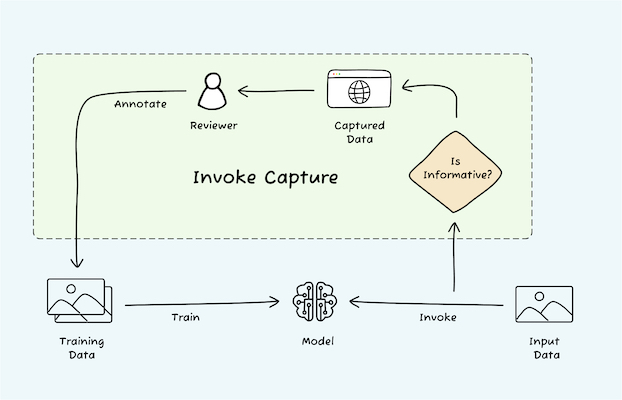 Annotate
Reviewer
Captured
Data
Is
Informative?
Invoke Capture
Train
Invoke
Training
Data
Model
Input
Data